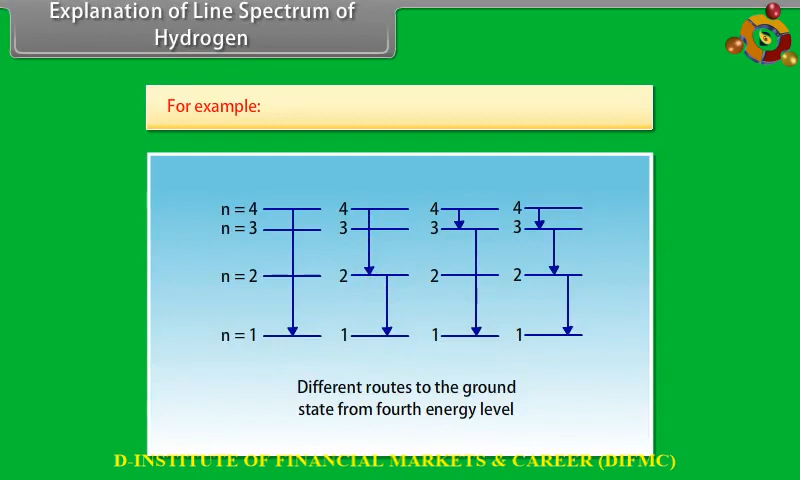 Explanation of Line Spectrum of
Hydrogen
For example:
n = 4 4 4 4
n = 3 3 3 3
n = 2 2 2 2
n = 1 1 1 1
Different routes to the ground
state from fourth energy level
D-INSTITUTE OF FINANCIAL MARKETS & CAREER (DIFMC)